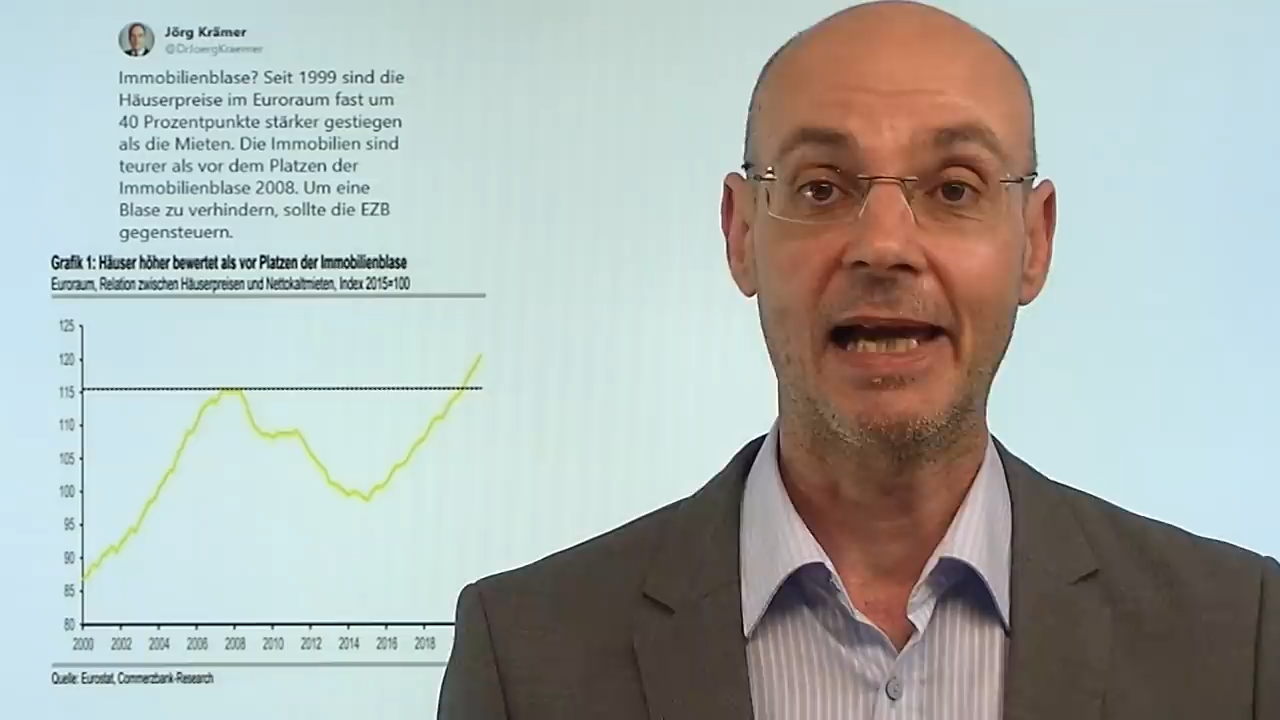 Jörg Krämer
@DrJoergKraemer
Immobilienblase? Seit 1999 sind die
Häuserpreise im Euroraum fast um
40 Prozentpunkte stärker gestiegen
als die Mieten. Die Immobilien sind
teurer als vor dem Platzen der
Immobilienblase 2008. Um eine
Blase zu verhindern, sollte die EZB
gegensteuern.
Grafik 1: Häuser höher bewertet als vor Platzen der Immobilienblase
Euroraum, Relation zwischen Häuserpreisen und Nettokaltmieten, Index 2015=100
125
120
115
110
105
100
95
90
85
80
2000 2002 2004 2006 2008 2010 2012 2014 2016 2018
Quelle: Eurostat, Commerzbank-Research